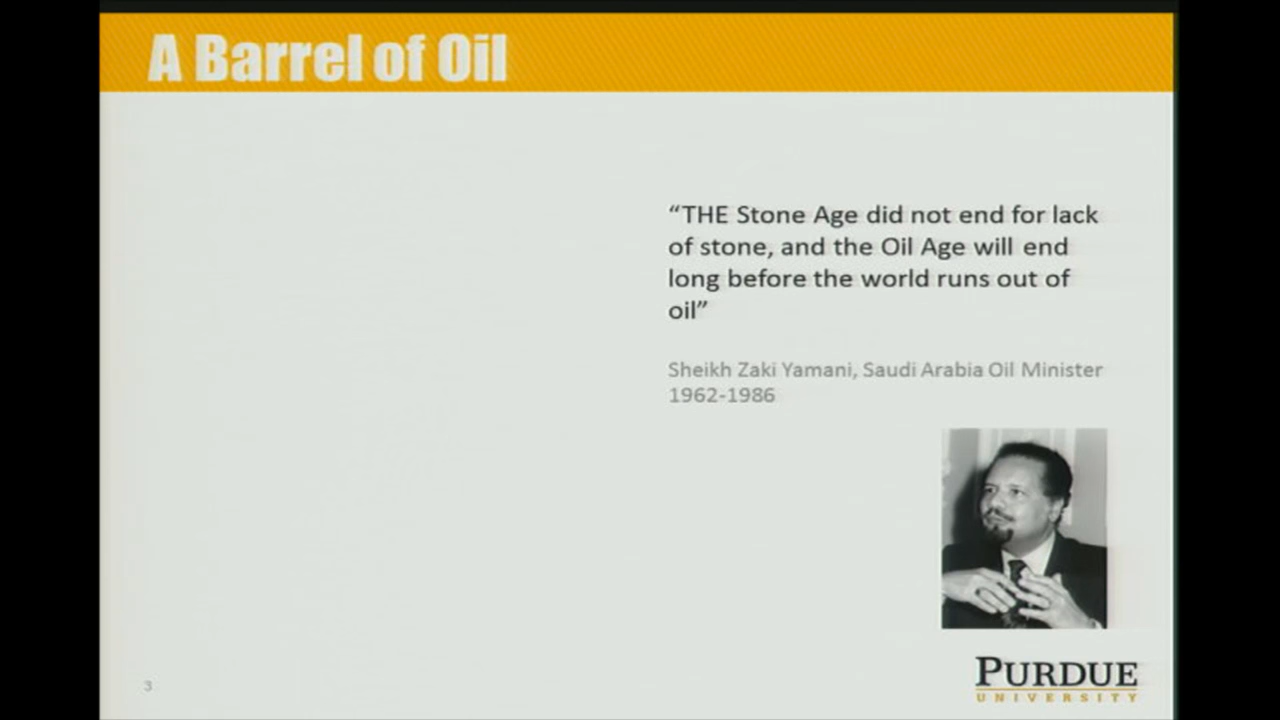 A Barrel of Oil
“THE Stone Age did not end for lack
of stone, and the Oil Age will end
long before the world runs out of
oil”
Sheikh Zaki Yamani, Saudi Arabia Oil Minister
1962-1986
3
PURDUE
UNIVERSITY